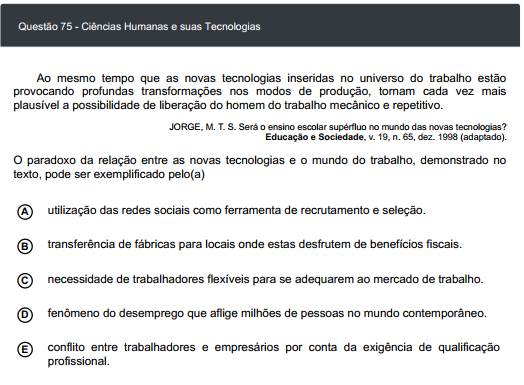 Questão 75 - Ciências Humanas e suas Tecnologias
Ao mesmo tempo que as novas tecnologias inseridas no universo do trabalho estão
provocando profundas transformações nos modos de produção, tornam cada vez mais
plausível a possibilidade de liberação do homem do trabalho mecânico e repetitivo.
JORGE, M. T. S. Será o ensino escolar supérfluo no mundo das novas tecnologias?
Educação e Sociedade, v. 19, n. 65, dez. 1998 (adaptado).
O paradoxo da relação entre as novas tecnologias e o mundo do trabalho, demonstrado no
texto, pode ser exemplificado pelo(a)
A utilização das redes sociais como ferramenta de recrutamento e seleção.
B transferência de fábricas para locais onde estas desfrutem de benefícios fiscais.
C necessidade de trabalhadores flexíveis para se adequarem ao mercado de trabalho.
D fenômeno do desemprego que aflige milhões de pessoas no mundo contemporâneo.
E conflito entre trabalhadores e empresários por conta da exigência de qualificação
profissional.